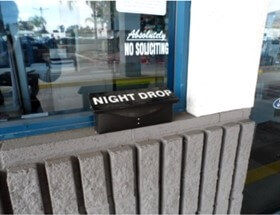 Absolutely
NO SOLICITING
NIGHT DROP